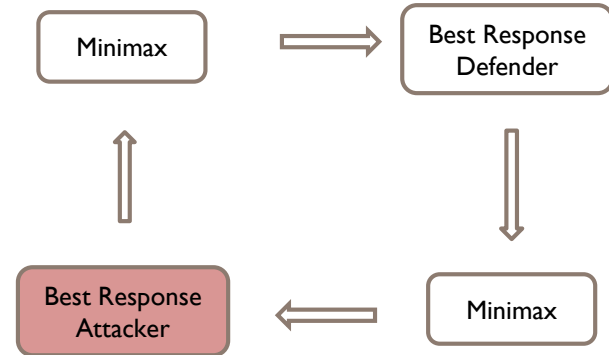 Minimax
Best Response
Defender
Best Response
Attacker
Minimax